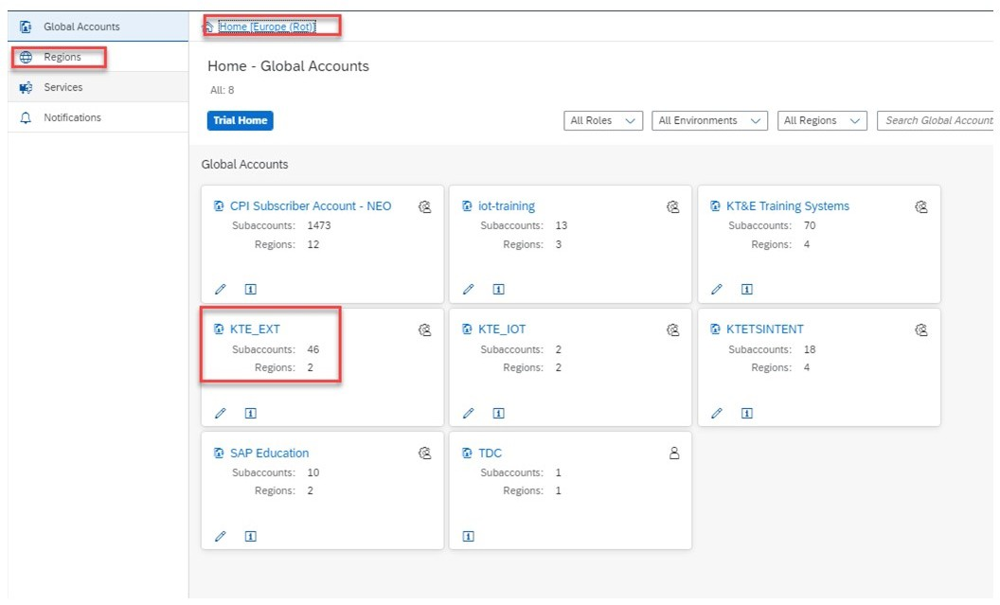 Global Accounts
Home [Europe (Rot)]
Regions
Home - Global Accounts
Services
All: 8
Notifications
Trial Home
All Roles
All Environments
All Regions
Search Global Account
Global Accounts
CPI Subscriber Account - NEO
Subaccounts: 1473
Regions: 12
iot-training
Subaccounts: 13
Regions: 3
KT&E Training Systems
Subaccounts: 70
Regions: 4
KTE_EXT
Subaccounts: 46
Regions: 2
KTE_IOT
Subaccounts: 2
Regions: 2
KTETSINTENT
Subaccounts: 18
Regions: 4
SAP Education
Subaccounts: 10
Regions: 2
TDC
Subaccounts: 1
Regions: 1